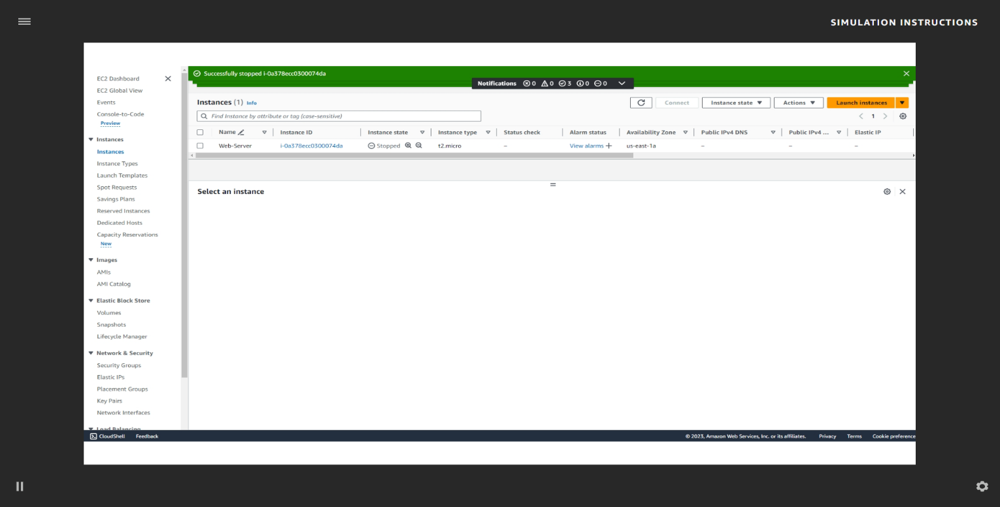 SIMULATION INSTRUCTIONS
Successfully stopped i-0a378ecc0300074da
Notifications 0 0 3 0 0
EC2 Dashboard
EC2 Global View
Events
Console-to-Code
Preview
Instances
Instances
Instance Types
Launch Templates
Spot Requests
Savings Plans
Reserved Instances
Dedicated Hosts
Capacity Reservations
New
Images
AMIs
AMI Catalog
Elastic Block Store
Volumes
Snapshots
Lifecycle Manager
Network & Security
Security Groups
Elastic IPs
Placement Groups
Key Pairs
Network Interfaces
Load Balancing
Instances (1) Info
Connect Instance state Actions Launch instances
Find Instance by attribute or tag (case-sensitive)
1
Name Instance ID Instance state Instance type Status check Alarm status Availability Zone Public IPv4 DNS Public IPv4 ... Elastic IP
Web-Server i-0a378ecc0300074da Stopped t2.micro – View alarms + us-east-1a – – –
Select an instance
CloudShell Feedback © 2023, Amazon Web Services, Inc. or its affiliates. Privacy Terms Cookie preference